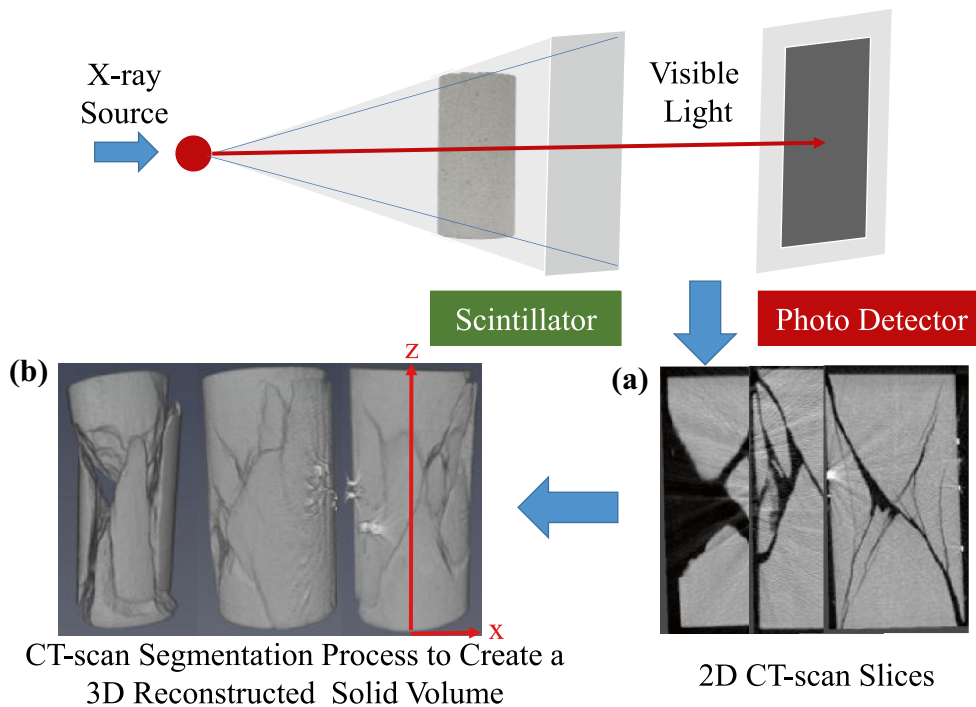 X-ray
Source
Visible
Light
Scintillator
Photo Detector
(b)
z
(a)
x
CT-scan Segmentation Process to Create a
3D Reconstructed Solid Volume
2D CT-scan Slices